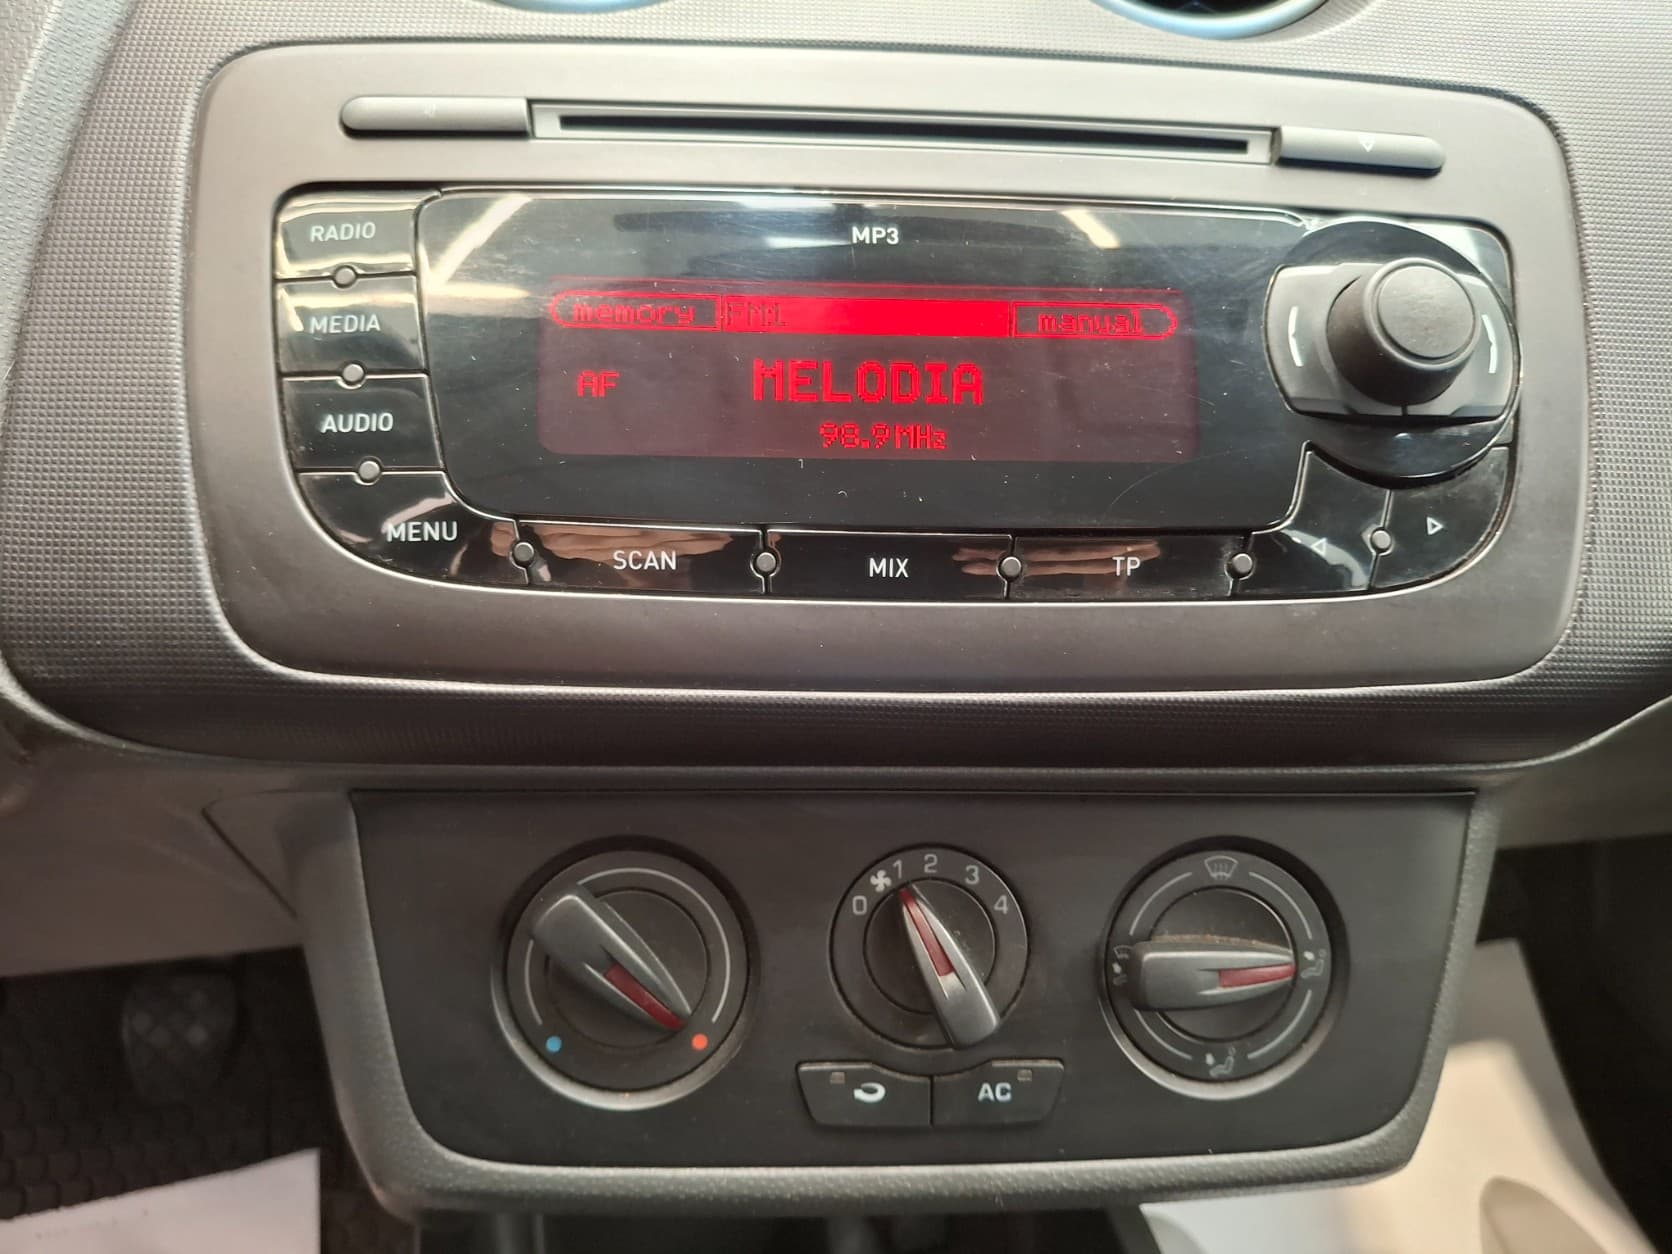 RADIO
MP3
MEDIA
memory manual
AUDIO
AF MELODIA
98.9MHz
MENU
SCAN
MIX
TP
0 1 2 3 4
AC